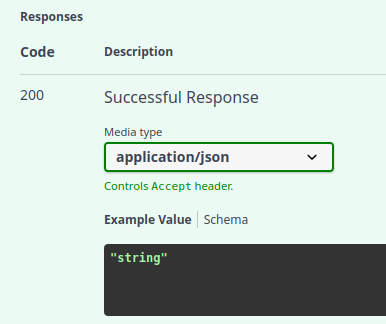 Responses
Code Description
200 Successful Response
Media type
application/json
Controls Accept header.
Example Value Schema
"string"